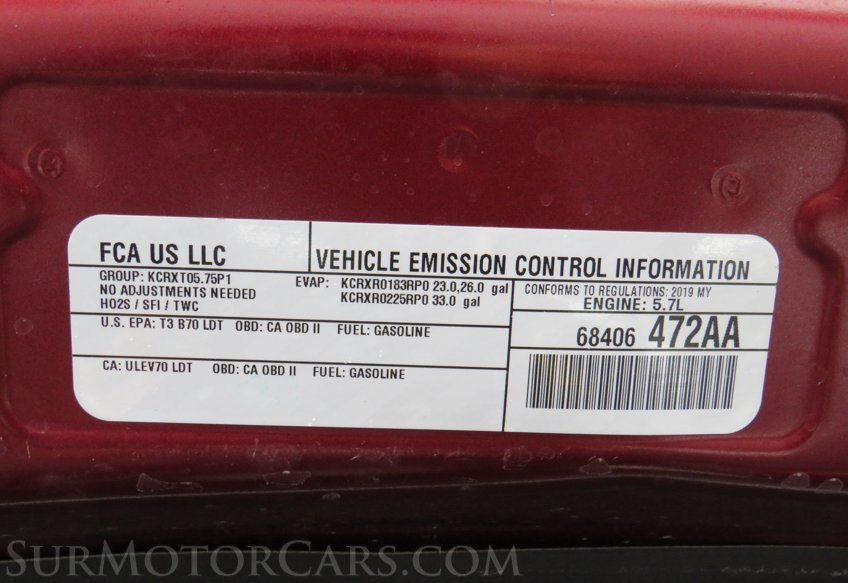 FCA US LLC
VEHICLE EMISSION CONTROL INFORMATION
GROUP: KCRXT05.75P1
NO ADJUSTMENTS NEEDED
HO2S / SFI / TWC
EVAP: KCRXR0183RP0 23.0,26.0 gal
KCRXR0225RP0 33.0 gal
CONFORMS TO REGULATIONS: 2019 MY
ENGINE: 5.7L
U.S. EPA: T3 B70 LDT OBD: CA OBD II FUEL: GASOLINE
68406 472AA
CA: ULEV70 LDT OBD: CA OBD II FUEL: GASOLINE
SurMotorCars.com